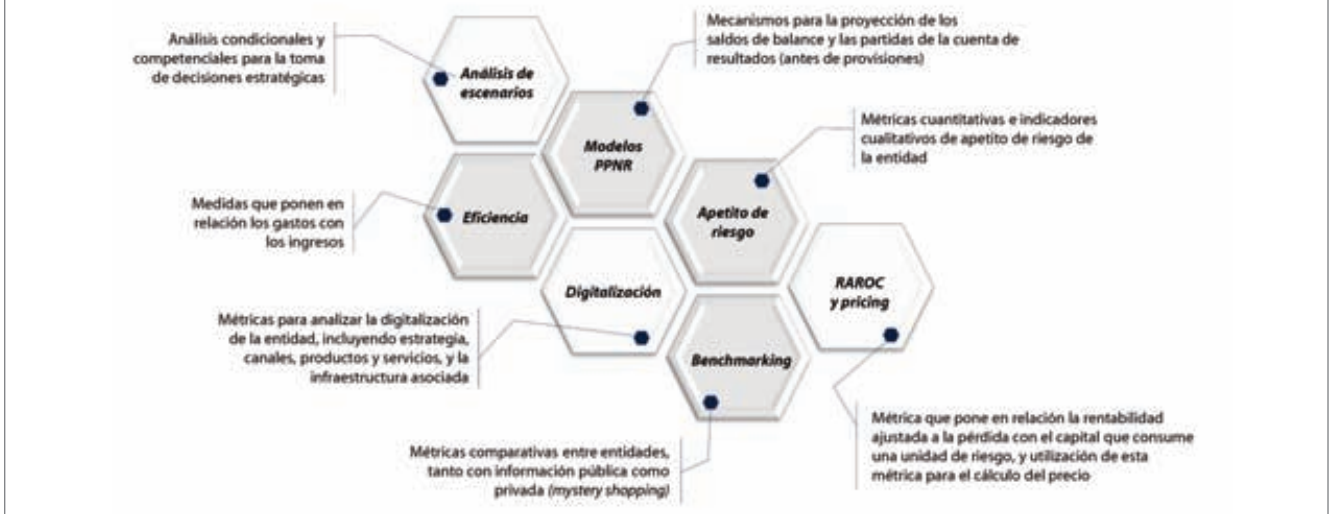 Análisis condicionales y
competenciales para la toma
de decisiones estratégicas
Análisis de
escenarios
Mecanismos para la proyección de los
saldos de balance y las partidas de la cuenta de
resultados (antes de provisiones)
Modelos
PPNR
Métricas cuantitativas e indicadores
cualitativos de apetito de riesgo de
la entidad
Apetito de
riesgo
Medidas que ponen en
relación los gastos con
los ingresos
Eficiencia
RAROC
y pricing
Digitalización
Métricas para analizar la digitalización
de la entidad, incluyendo estrategia,
canales, productos y servicios, y la
infraestructura asociada
Benchmarking
Métrica que pone en relación la rentabilidad
ajustada a la pérdida con el capital que consume
una unidad de riesgo, y utilización de esta
métrica para el cálculo del precio
Métricas comparativas entre entidades,
tanto con información pública como
privada (mystery shopping)